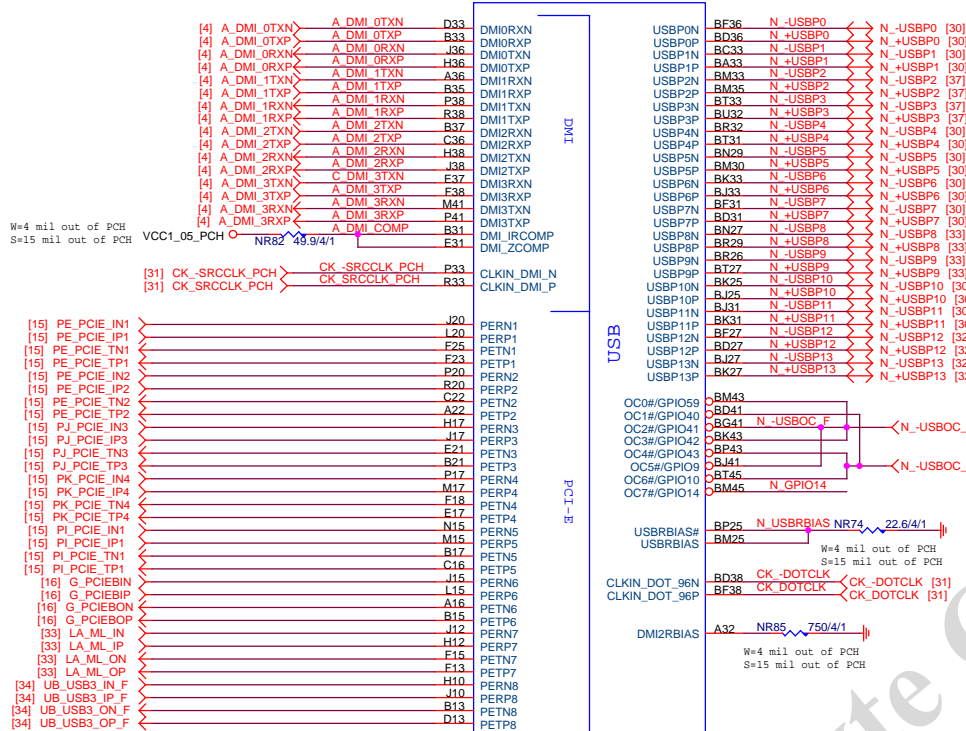 [4] A_DMI_0TXN A_DMI_0TXN D33 DMI0RXN USBP0N BF36 N_-USBP0 N_-USBP0 [30]
[4] A_DMI_0TXP A_DMI_0TXP B33 DMI0RXP USBP0P BD36 N_+USBP0 N_+USBP0 [30]
[4] A_DMI_0RXN A_DMI_0RXN J36 DMI0TXN USBP1N BC33 N_-USBP1 N_-USBP1 [30]
[4] A_DMI_0RXP A_DMI_0RXP H36 DMI0TXP USBP1P BA33 N_+USBP1 N_+USBP1 [30]
[4] A_DMI_1TXN A_DMI_1TXN A36 DMI1RXN USBP2N BM33 N_-USBP2 N_-USBP2 [37]
[4] A_DMI_1TXP A_DMI_1TXP B35 DMI1RXP USBP2P BM35 N_+USBP2 N_+USBP2 [37]
[4] A_DMI_1RXN A_DMI_1RXN P38 DMI1TXN USBP3N BT33 N_-USBP3 N_-USBP3 [37]
[4] A_DMI_1RXP A_DMI_1RXP R38 DMI1TXP USBP3P BU32 N_+USBP3 N_+USBP3 [37]
[4] A_DMI_2TXN A_DMI_2TXN B37 DMI2RXN USBP4N BR32 N_-USBP4 N_-USBP4 [30]
[4] A_DMI_2TXP A_DMI_2TXP C36 DMI2RXP USBP4P BT31 N_+USBP4 N_+USBP4 [30]
[4] A_DMI_2RXN A_DMI_2RXN H38 DMI2TXN USBP5N BN29 N_-USBP5 N_-USBP5 [30]
[4] A_DMI_2RXP A_DMI_2RXP J38 DMI2TXP USBP5P BM30 N_+USBP5 N_+USBP5 [30]
[4] A_DMI_3TXN C_DMI_3TXN E37 DMI3RXN USBP6N BK33 N_-USBP6 N_-USBP6 [30]
[4] A_DMI_3TXP A_DMI_3TXP F38 DMI3RXP USBP6P BJ33 N_+USBP6 N_+USBP6 [30]
[4] A_DMI_3RXN A_DMI_3RXN M41 DMI3TXN USBP7N BF31 N_-USBP7 N_-USBP7 [30]
[4] A_DMI_3RXP A_DMI_3RXP P41 DMI3TXP USBP7P BD31 N_+USBP7 N_+USBP7 [30]
W=4 mil out of PCH
S=15 mil out of PCH
VCC1_05_PCH NR82 49.9/4/1 A_DMI_COMP B31 DMI_IRCOMP USBP8N BN27 N_-USBP8 N_-USBP8 [33]
E31 DMI_ZCOMP USBP8P BR29 N_+USBP8 N_+USBP8 [33]
USBP9N BR26 N_-USBP9 N_-USBP9 [33]
[31] CK_-SRCCLK_PCH CK_-SRCCLK_PCH P33 CLKIN_DMI_N USBP9P BT27 N_+USBP9 N_+USBP9 [33]
[31] CK_SRCCLK_PCH CK_SRCCLK_PCH R33 CLKIN_DMI_P USBP10N BK25 N_-USBP10 N_-USBP10
USBP10P BJ25 N_+USBP10 N_+USBP10
USBP11N BJ31 N_-USBP11 N_-USBP11
DMI
USB
[15] PE_PCIE_IN1 J20 PERN1 USBP11P BK31 N_+USBP11 N_+USBP11
[15] PE_PCIE_IP1 L20 PERP1 USBP12N BF27 N_-USBP12 N_-USBP12
[15] PE_PCIE_TN1 F25 PETN1 USBP12P BD27 N_+USBP12 N_+USBP12
[15] PE_PCIE_TP1 F23 PETP1 USBP13N BJ27 N_-USBP13 N_-USBP13
[15] PE_PCIE_IN2 P20 PERN2 USBP13P BK27 N_+USBP13 N_+USBP13
[15] PE_PCIE_IP2 R20 PERP2
[15] PE_PCIE_TN2 C22 PETN2 OC0#/GPIO59 BM43
[15] PE_PCIE_TP2 A22 PETP2 OC1#/GPIO40 BD41
[15] PJ_PCIE_IN3 H17 PERN3 OC2#/GPIO41 BG41 N_-USBOC_F N_-USBOC_
[15] PJ_PCIE_IP3 J17 PERP3 OC3#/GPIO42 BK43
[15] PJ_PCIE_TN3 E21 PETN3 OC4#/GPIO43 BP43
[15] PJ_PCIE_TP3 B21 PETP3 OC5#/GPIO9 BJ41 N_-USBOC_
[15] PK_PCIE_IN4 P17 PERN4 OC6#/GPIO10 BT45
[15] PK_PCIE_IP4 M17 PERP4 OC7#/GPIO14 BM45 N_GPIO14
PCI-E
[15] PK_PCIE_TN4 F18 PETN4
[15] PK_PCIE_TP4 E17 PETP4
[15] PI_PCIE_IN1 N15 PERN5 USBRBIAS# BP25 N_USBRBIAS NR74 22.6/4/1
[15] PI_PCIE_IP1 M15 PERP5 USBRBIAS BM25
W=4 mil out of PCH
S=15 mil out of PCH
[15] PI_PCIE_TN1 B17 PETN5
[15] PI_PCIE_TP1 C16 PETP5
[16] G_PCIEBIN J15 PERN6 CLKIN_DOT_96N BD38 CK_-DOTCLK CK_-DOTCLK [31]
[16] G_PCIEBIP L15 PERP6 CLKIN_DOT_96P BF38 CK_DOTCLK CK_DOTCLK [31]
[16] G_PCIEBON A16 PETN6
[16] G_PCIEBOP B15 PETP6
[33] LA_ML_IN J12 PERN7 DMI2RBIAS A32 NR85 750/4/1
[33] LA_ML_IP H12 PERP7
W=4 mil out of PCH
S=15 mil out of PCH
[33] LA_ML_ON F15 PETN7
[33] LA_ML_OP F13 PETP7
[34] UB_USB3_IN_F H10 PERN8
[34] UB_USB3_IP_F J10 PERP8
[34] UB_USB3_ON_F B13 PETN8
[34] UB_USB3_OP_F D13 PETP8